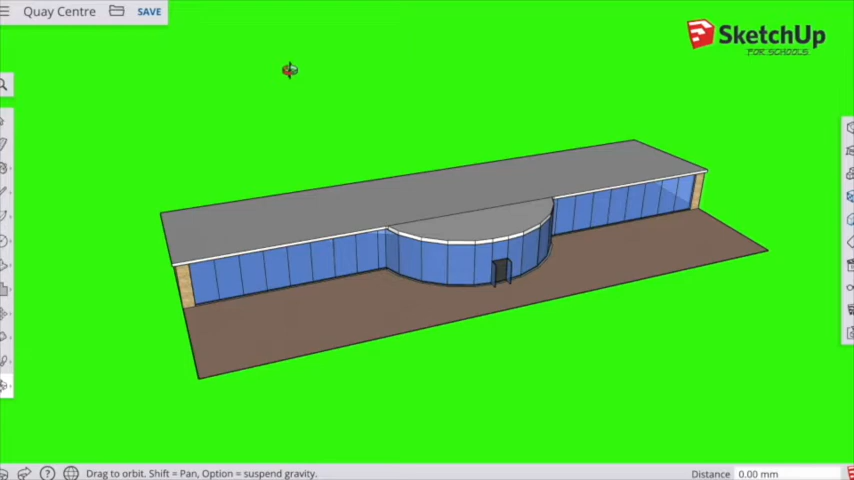 Quay Centre SAVE
SketchUp
FOR SCHOOLS
Drag to orbit. Shift = Pan, Option = suspend gravity.
Distance 0.00 mm